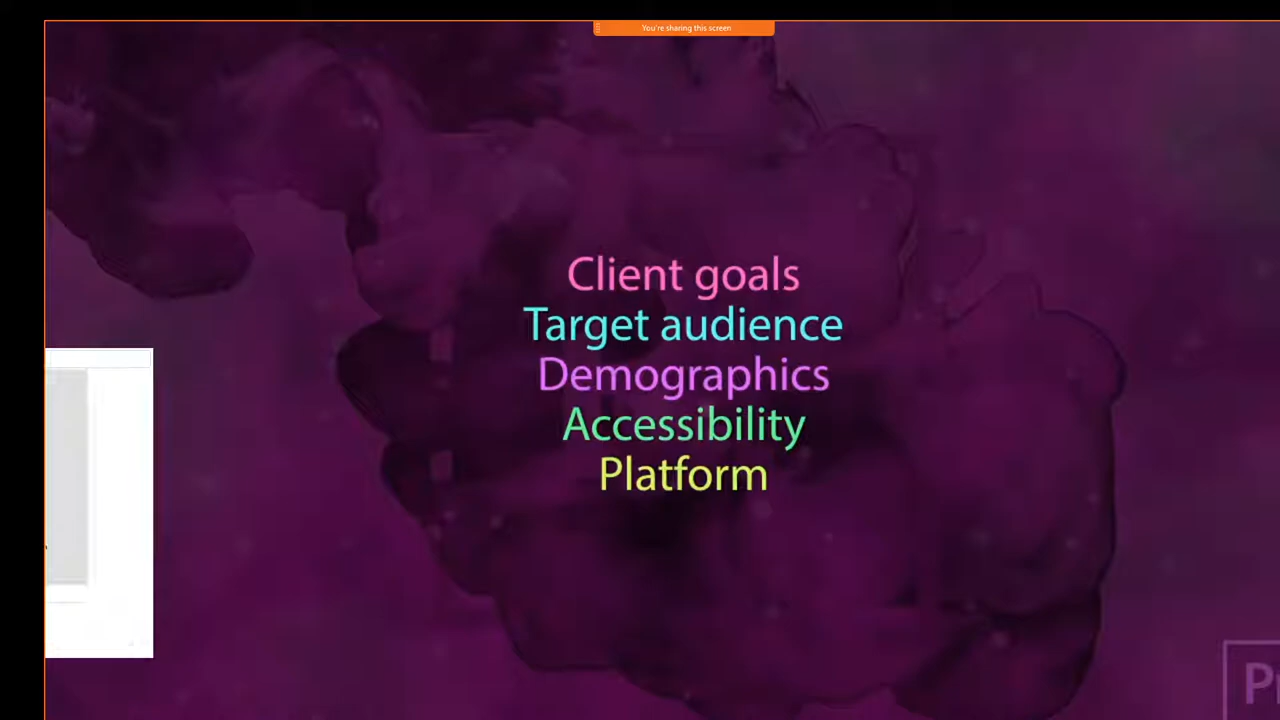 You're sharing this screen
Client goals
Target audience
Demographics
Accessibility
Platform